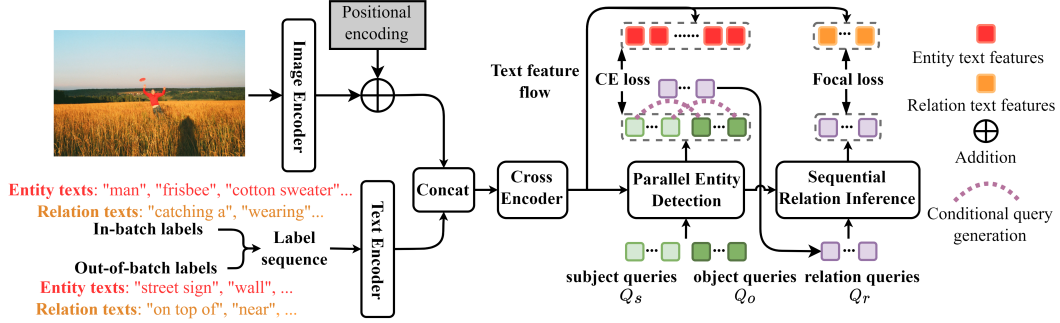 Positional
encoding
Image Encoder
Text feature
flow
CE loss
Focal loss
Entity text features
Relation text features
Addition
Conditional query
generation
Entity texts: "man", "frisbee", "cotton sweater"...
Relation texts: "catching a", "wearing"...
In-batch labels
Out-of-batch labels
Label
sequence
Entity texts: "street sign", "wall", ...
Relation texts: "on top of", "near", ...
Text Encoder
Concat
Cross
Encoder
Parallel Entity
Detection
Sequential
Relation Inference
subject queries
Qs
object queries
Qo
relation queries
Qr